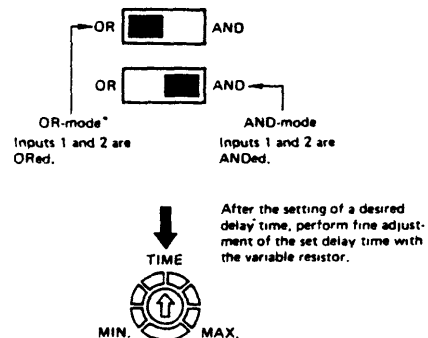 OR AND
OR AND
OR-mode*
Inputs 1 and 2 are
ORed.
AND-mode
Inputs 1 and 2 are
ANDed.
After the setting of a desired
delay time, perform fine adjust-
ment of the set delay time with
the variable resistor.
TIME
MIN. MAX.